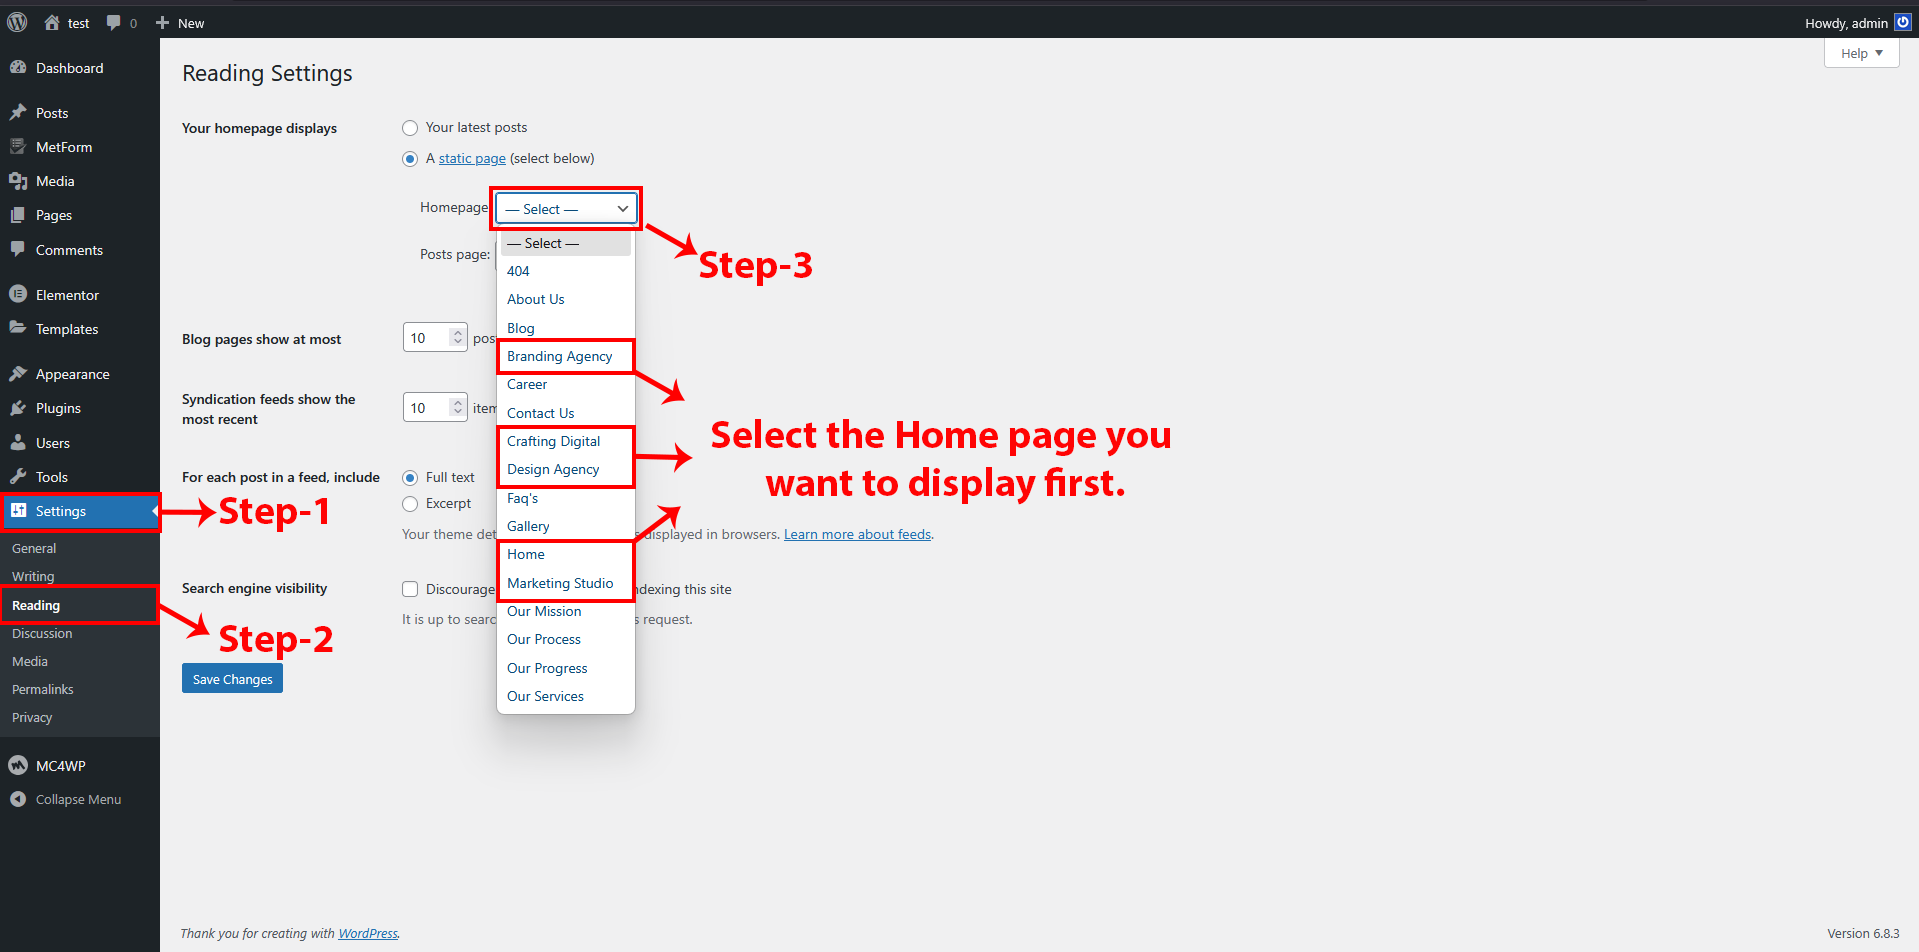 test 0 New
Howdy, admin
Help
Dashboard
Posts
MetForm
Media
Pages
Comments
Elementor
Templates
Appearance
Plugins
Users
Tools
Settings
General
Writing
Reading
Discussion
Media
Permalinks
Privacy
MC4WP
Collapse Menu
Step-1
Step-2
Reading Settings
Your homepage displays
Your latest posts
A static page (select below)
Homepage
— Select —
Posts page:
— Select —
404
About Us
Blog
Branding Agency
Career
Contact Us
Crafting Digital
Design Agency
Faq's
Gallery
Home
Marketing Studio
Our Mission
Our Process
Our Progress
Our Services
Step-3
Select the Home page you
want to display first.
Blog pages show at most
10 pos
Syndication feeds show the
most recent
10 item
For each post in a feed, include
Full text
Excerpt
Your theme det displayed in browsers. Learn more about feeds.
Search engine visibility
Discourage ndexing this site
It is up to searc s request.
Save Changes
Thank you for creating with WordPress.
Version 6.8.3